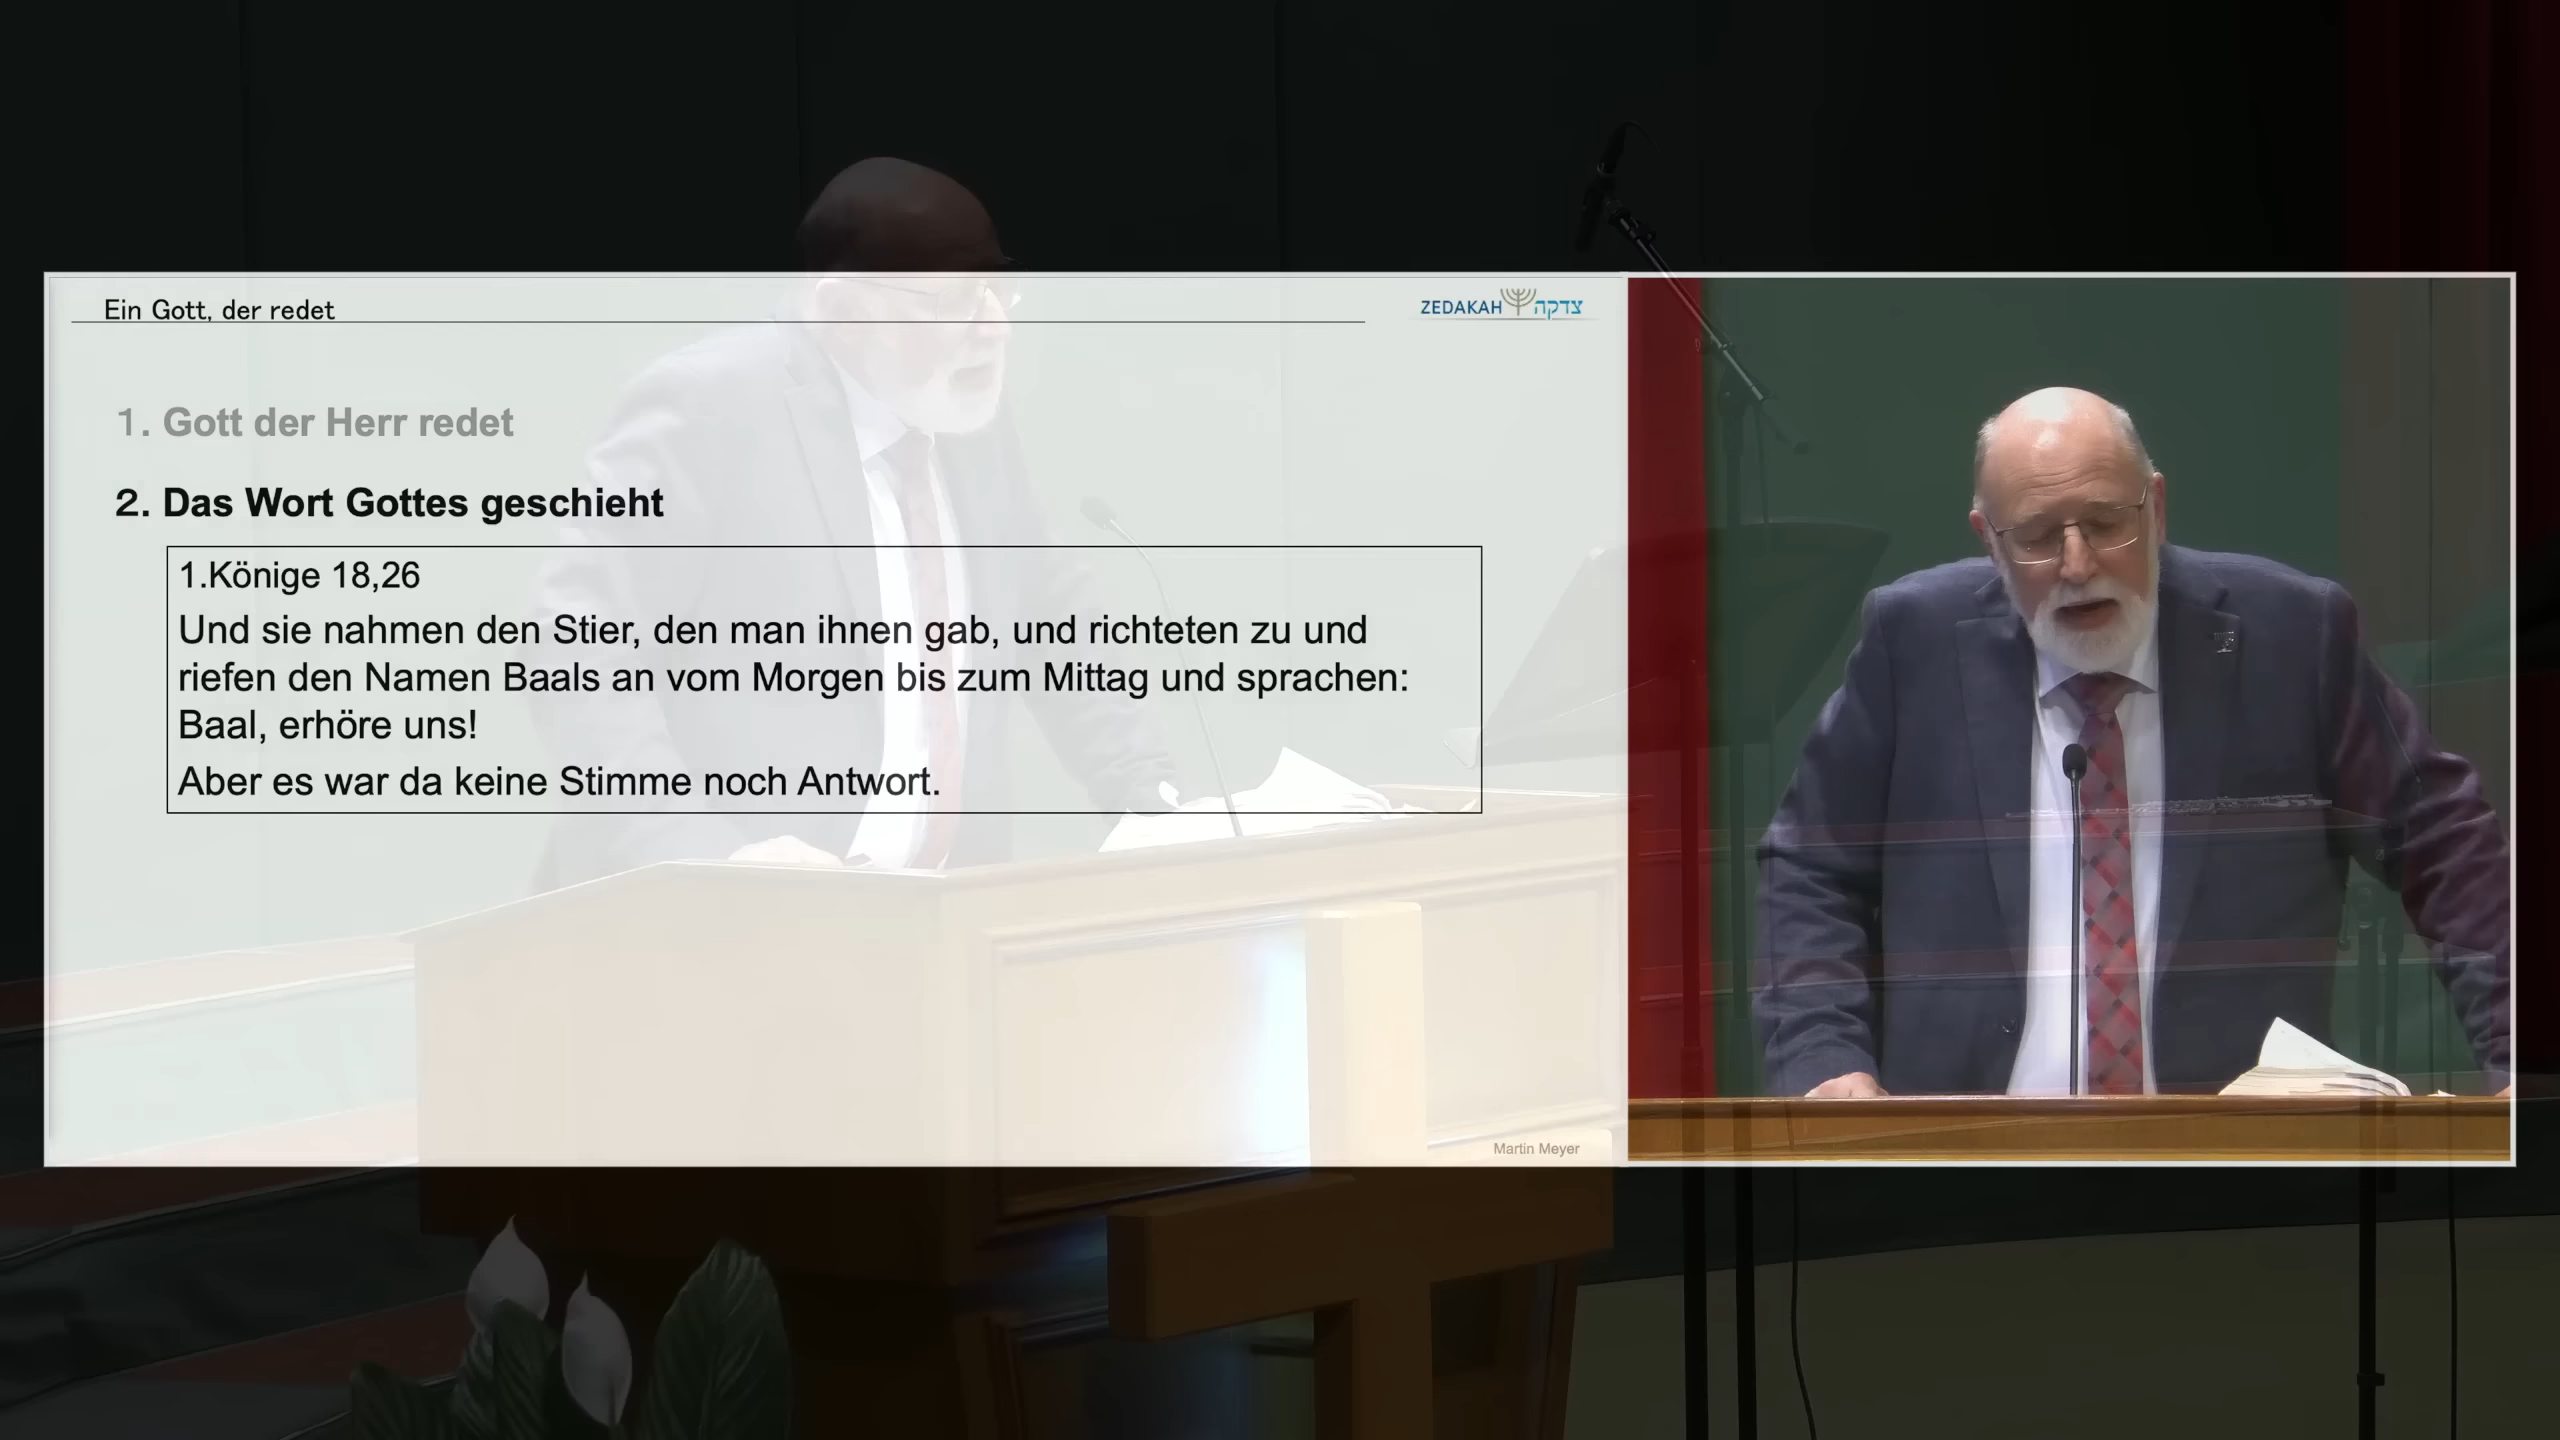 Ein Gott, der redet
ZEDAKAH צדקה
1. Gott der Herr redet
2. Das Wort Gottes geschieht
1.Könige 18,26
Und sie nahmen den Stier, den man ihnen gab, und richteten zu und
riefen den Namen Baals an vom Morgen bis zum Mittag und sprachen:
Baal, erhöre uns!
Aber es war da keine Stimme noch Antwort.
Martin Meyer